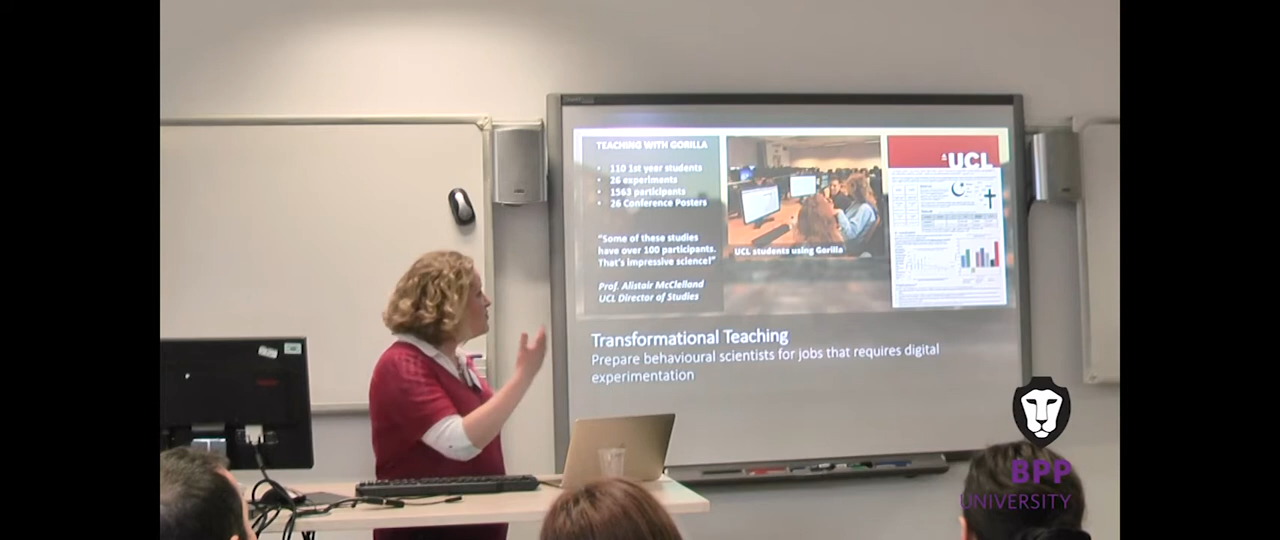 TEACHING WITH GORILLA
• 110 1st year students
• 26 experiments
• 1563 participants
• 26 Conference Posters
"Some of these studies
have over 100 participants.
That's impressive science!"
Prof. Alistair McClelland
UCL Director of Studies
UCL students using Gorilla
UCL
Transformational Teaching
Prepare behavioural scientists for jobs that requires digital
experimentation
BPP
UNIVERSITY